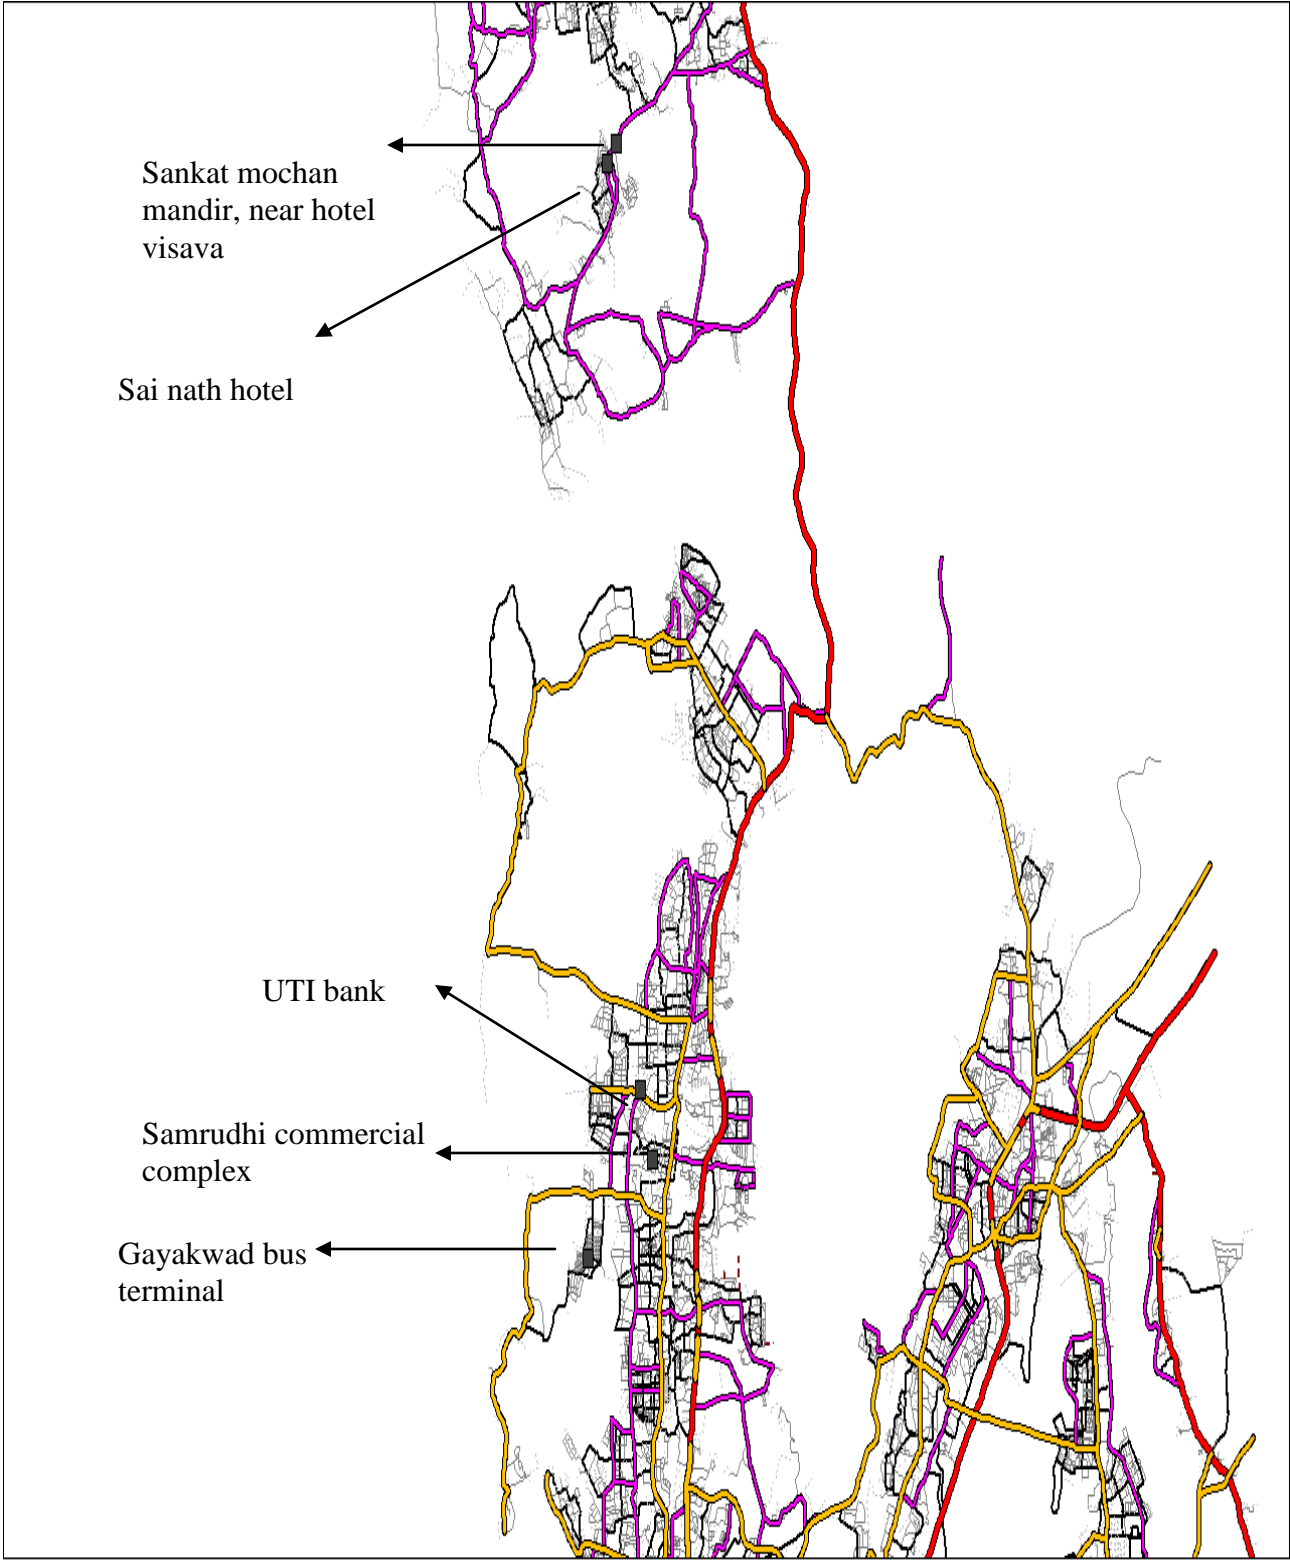 Sankat mochan
mandir, near hotel
visava
Sai nath hotel
UTI bank
Samrudhi commercial
complex
Gayakwad bus
terminal